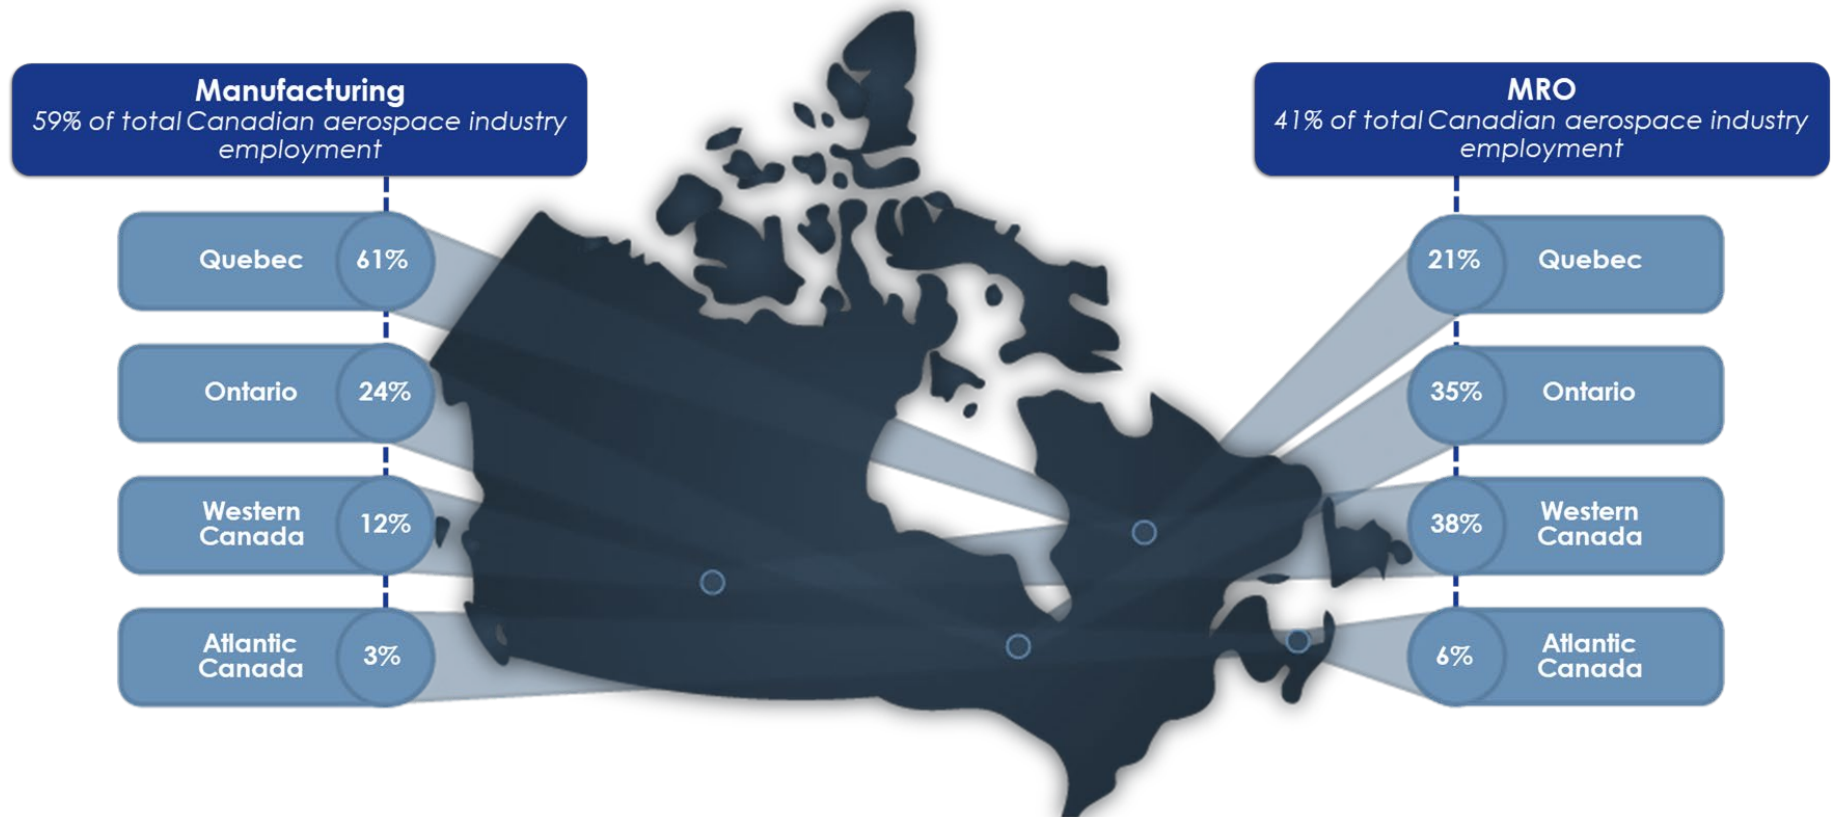 Manufacturing
59% of total Canadian aerospace industry
employment
Quebec 61%
Ontario 24%
Western
Canada
12%
Atlantic
Canada
3%
MRO
41% of total Canadian aerospace industry
employment
21% Quebec
35% Ontario
38%
Western
Canada
6%
Atlantic
Canada